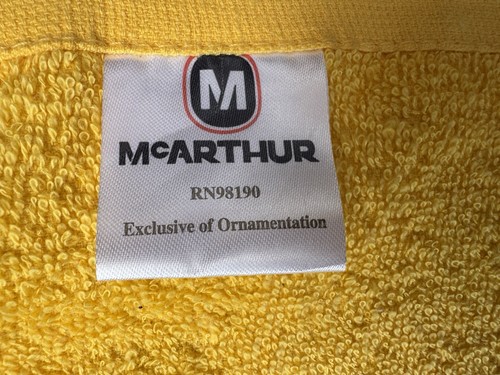 M
McARTHUR
RN98190
Exclusive of Ornamentation